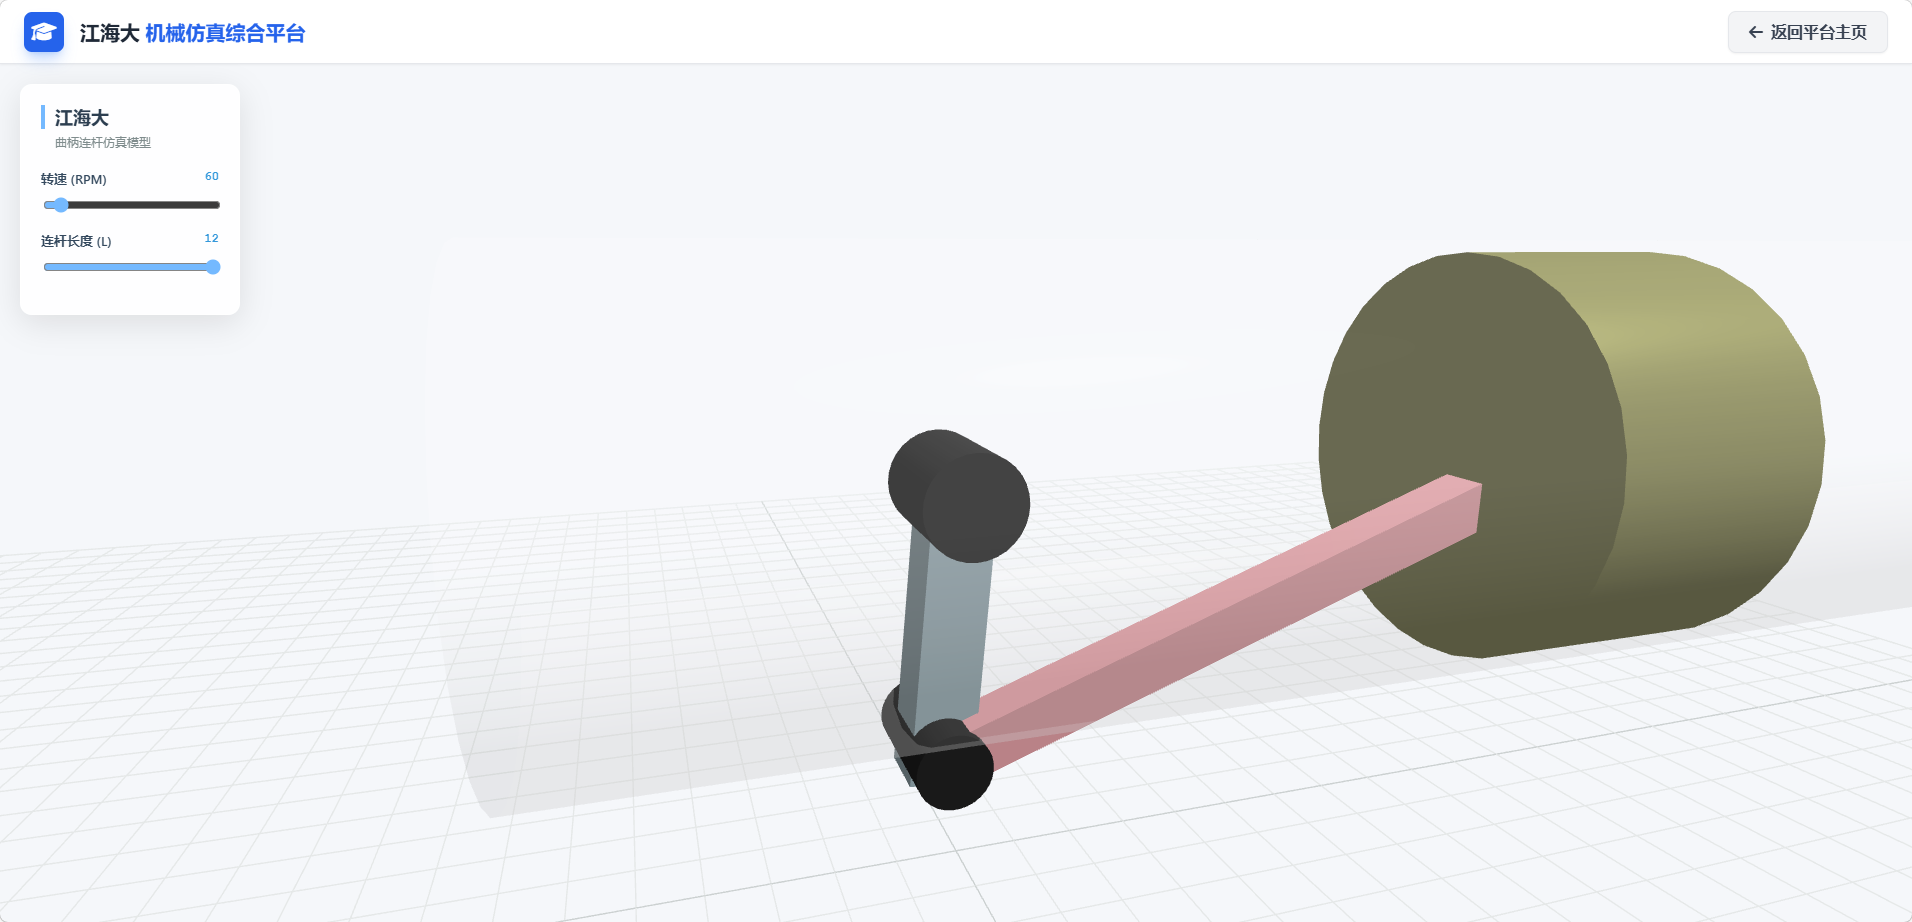 江海大 机械仿真综合平台
← 返回平台主页
江海大
曲柄连杆仿真模型
转速 (RPM) 60
连杆长度 (L) 12